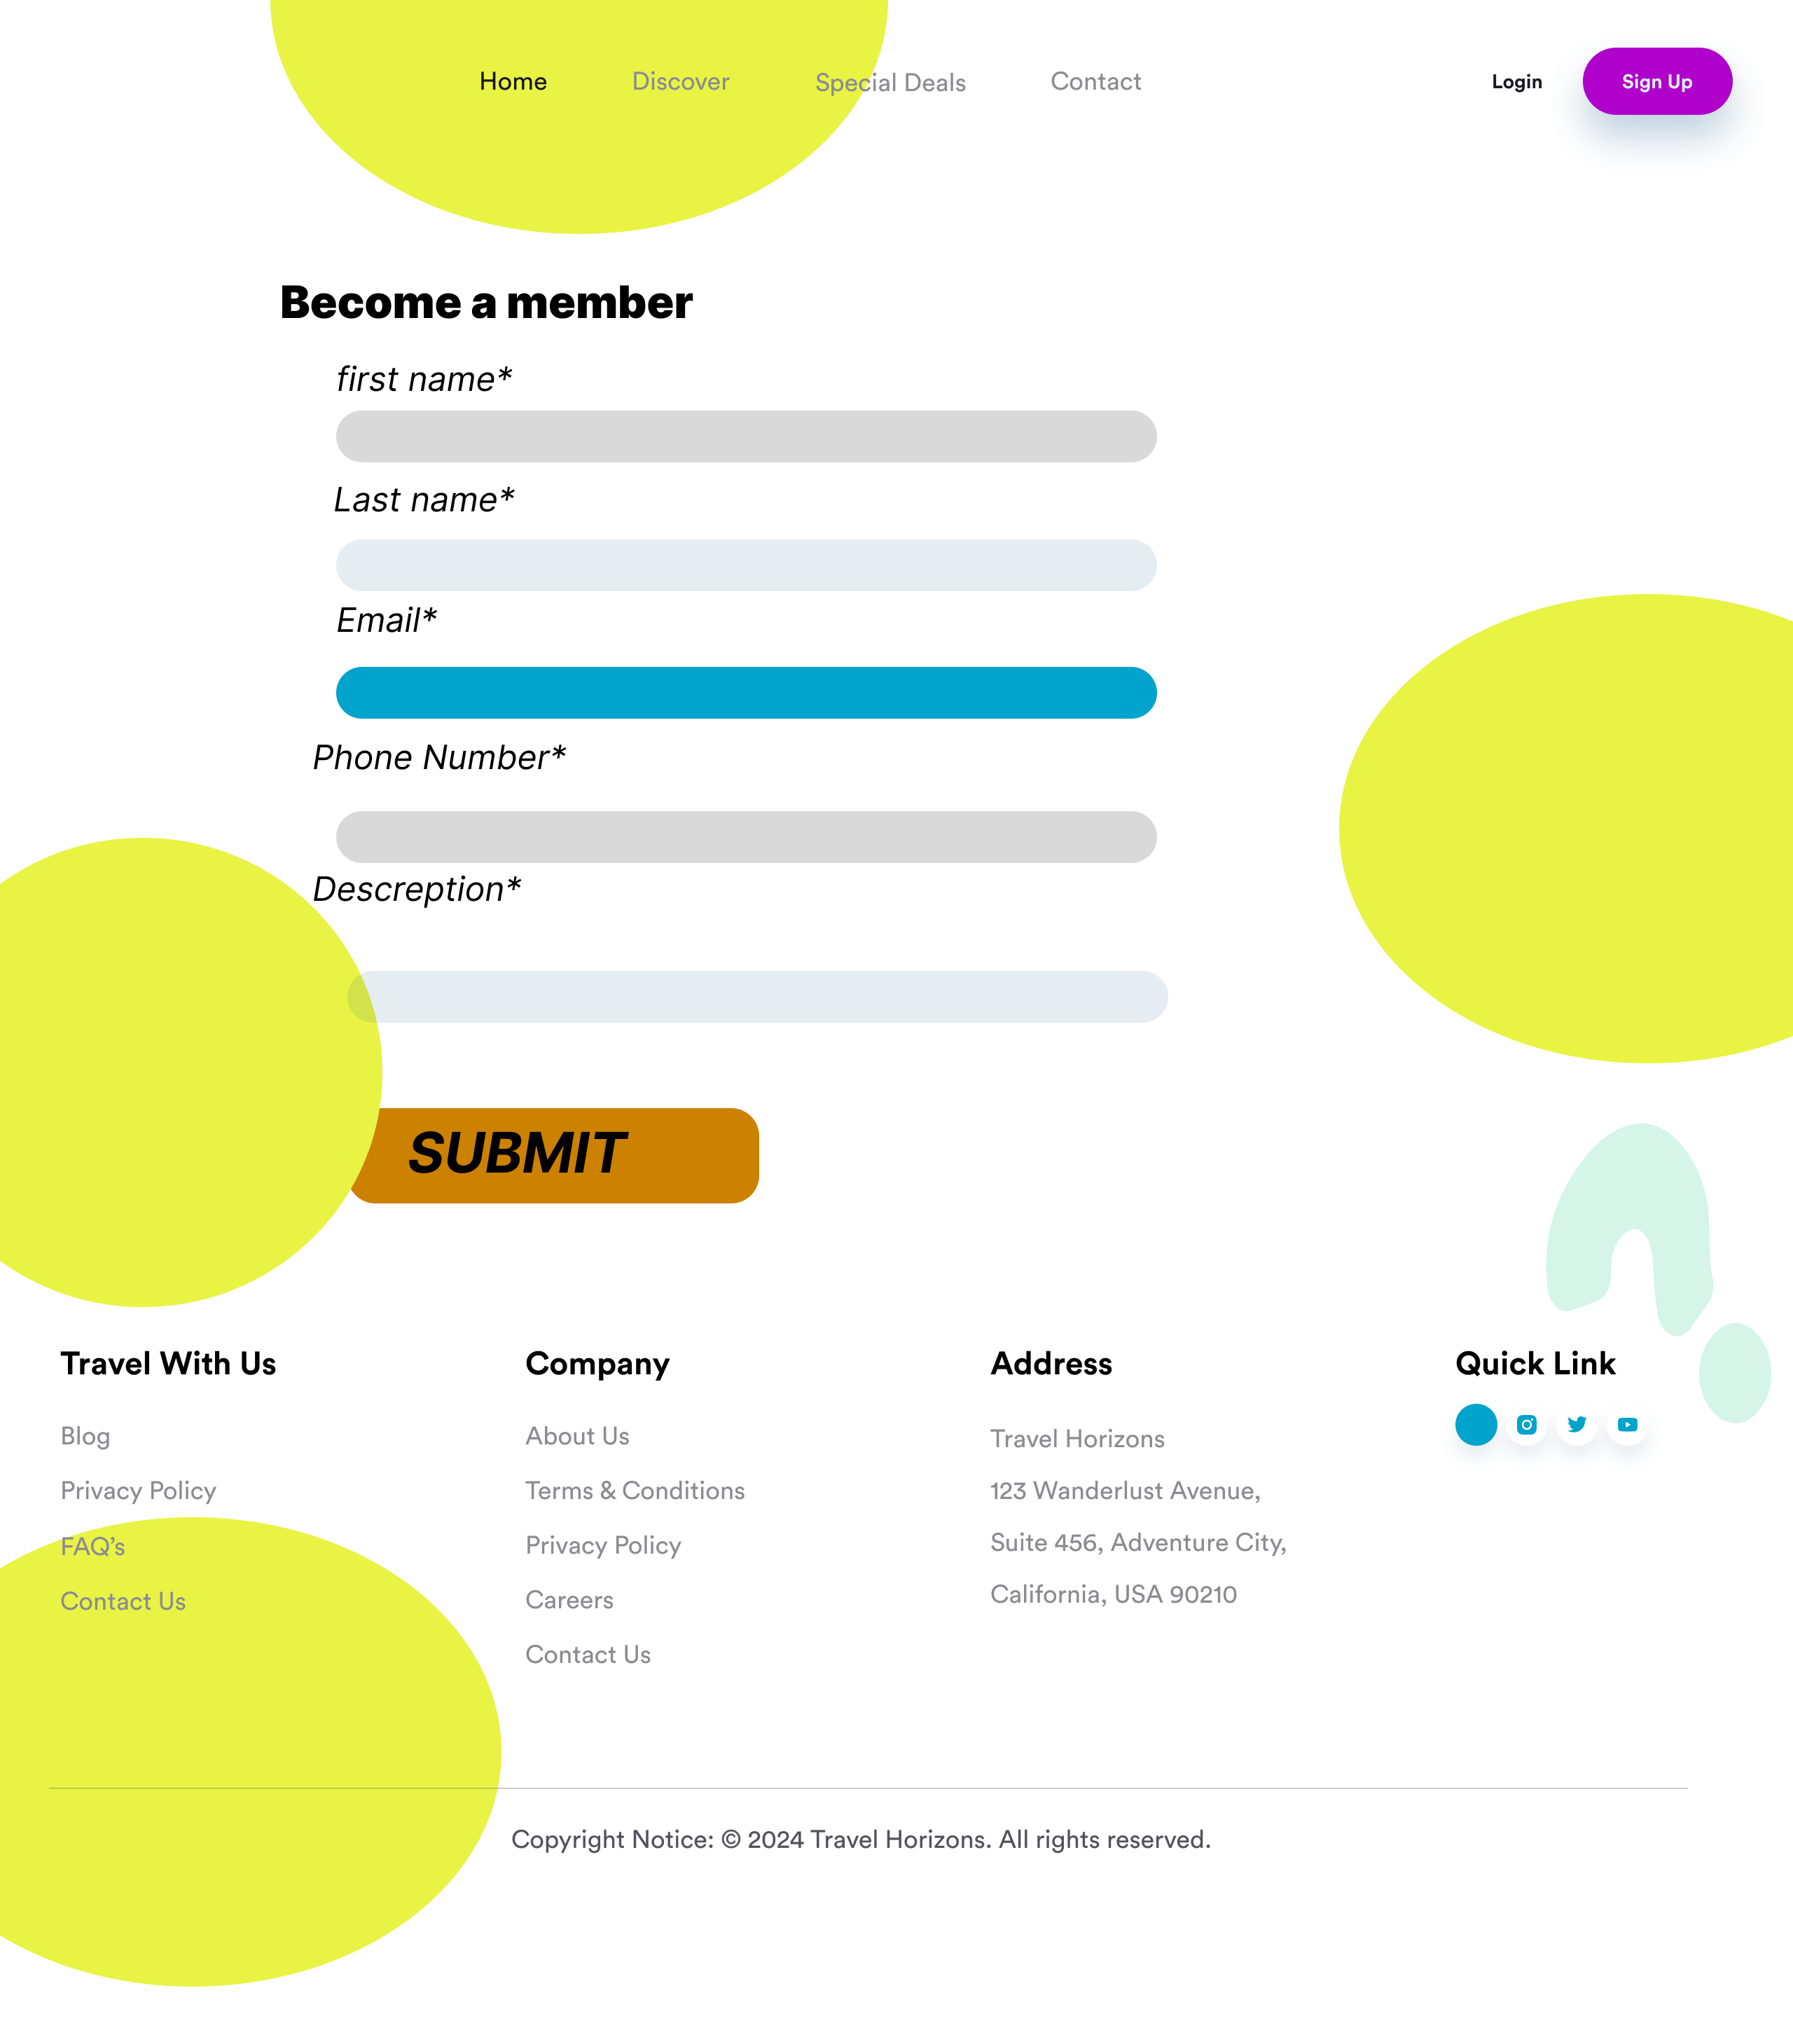 Home Discover Special Deals Contact Login Sign Up
Become a member
first name*
Last name*
Email*
Phone Number*
Descreption*
SUBMIT
Travel With Us
Blog
Privacy Policy
FAQ’s
Contact Us
Company
About Us
Terms & Conditions
Privacy Policy
Careers
Contact Us
Address
Travel Horizons
123 Wanderlust Avenue,
Suite 456, Adventure City,
California, USA 90210
Quick Link
Copyright Notice: © 2024 Travel Horizons. All rights reserved.